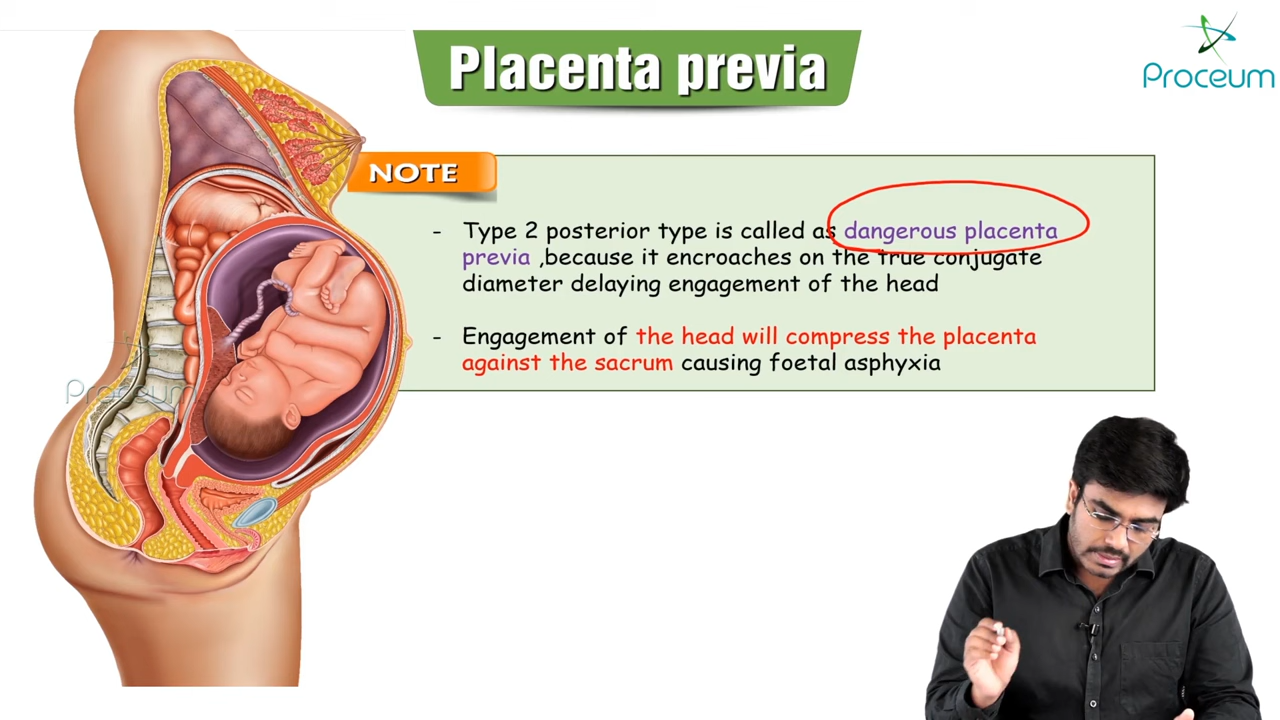 Placenta previa
Proceum
NOTE
- Type 2 posterior type is called as dangerous placenta
previa ,because it encroaches on the true conjugate
diameter delaying engagement of the head
- Engagement of the head will compress the placenta
against the sacrum causing foetal asphyxia
Proceum